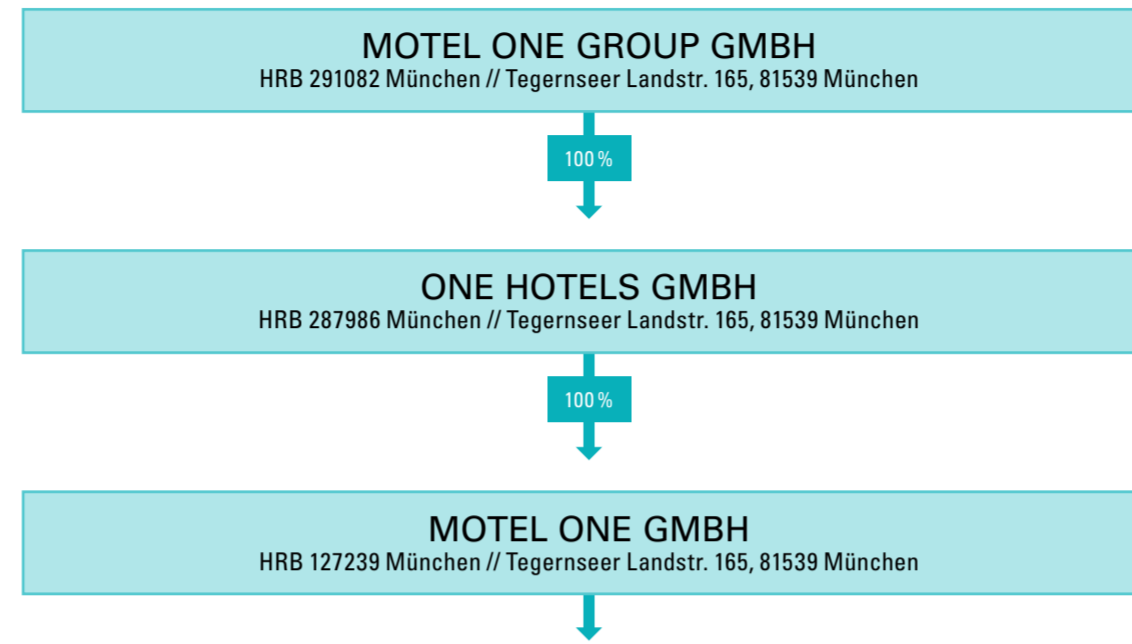 MOTEL ONE GROUP GMBH
HRB 291082 München // Tegernseer Landstr. 165, 81539 München
100 %
ONE HOTELS GMBH
HRB 287986 München // Tegernseer Landstr. 165, 81539 München
100 %
MOTEL ONE GMBH
HRB 127239 München // Tegernseer Landstr. 165, 81539 München